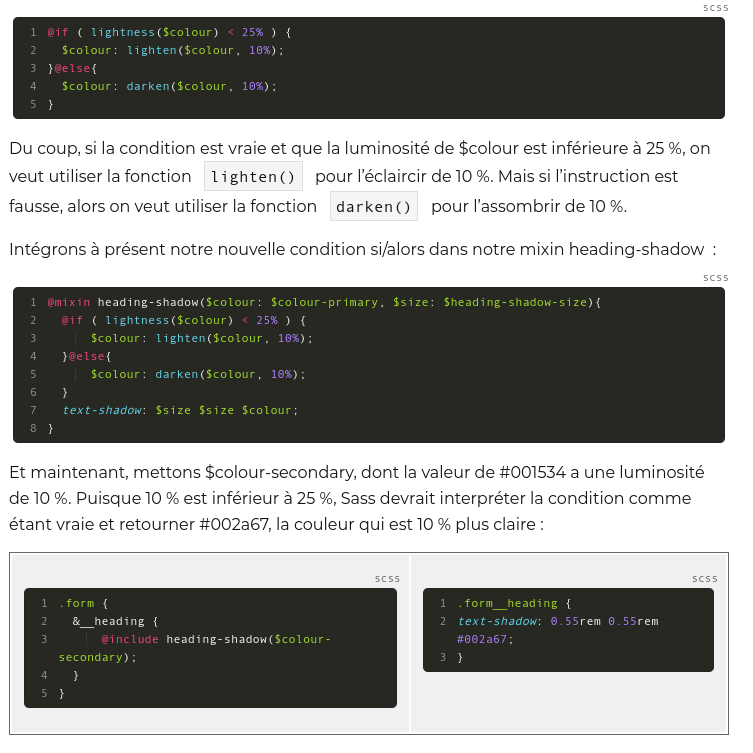 scss
1 @if ( lightness($colour) < 25% ) {
2 $colour: lighten($colour, 10%);
3 }@else{
4 $colour: darken($colour, 10%);
5 }
Du coup, si la condition est vraie et que la luminosité de $colour est inférieure à 25 %, on
veut utiliser la fonction lighten() pour l’éclaircir de 10 %. Mais si l’instruction est
fausse, alors on veut utiliser la fonction darken() pour l’assombrir de 10 %.
Intégrons à présent notre nouvelle condition si/alors dans notre mixin heading-shadow :
scss
1 @mixin heading-shadow($colour: $colour-primary, $size: $heading-shadow-size){
2 @if ( lightness($colour) < 25% ) {
3 $colour: lighten($colour, 10%);
4 }@else{
5 $colour: darken($colour, 10%);
6 }
7 text-shadow: $size $size $colour;
8 }
Et maintenant, mettons $colour-secondary, dont la valeur de #001534 a une luminosité
de 10 %. Puisque 10 % est inférieur à 25 %, Sass devrait interpréter la condition comme
étant vraie et retourner #002a67, la couleur qui est 10 % plus claire :
scss
1 .form {
2 &__heading {
3 @include heading-shadow($colour-
secondary);
4 }
5 }
scss
1 .form__heading {
2 text-shadow: 0.55rem 0.55rem
#002a67;
3 }